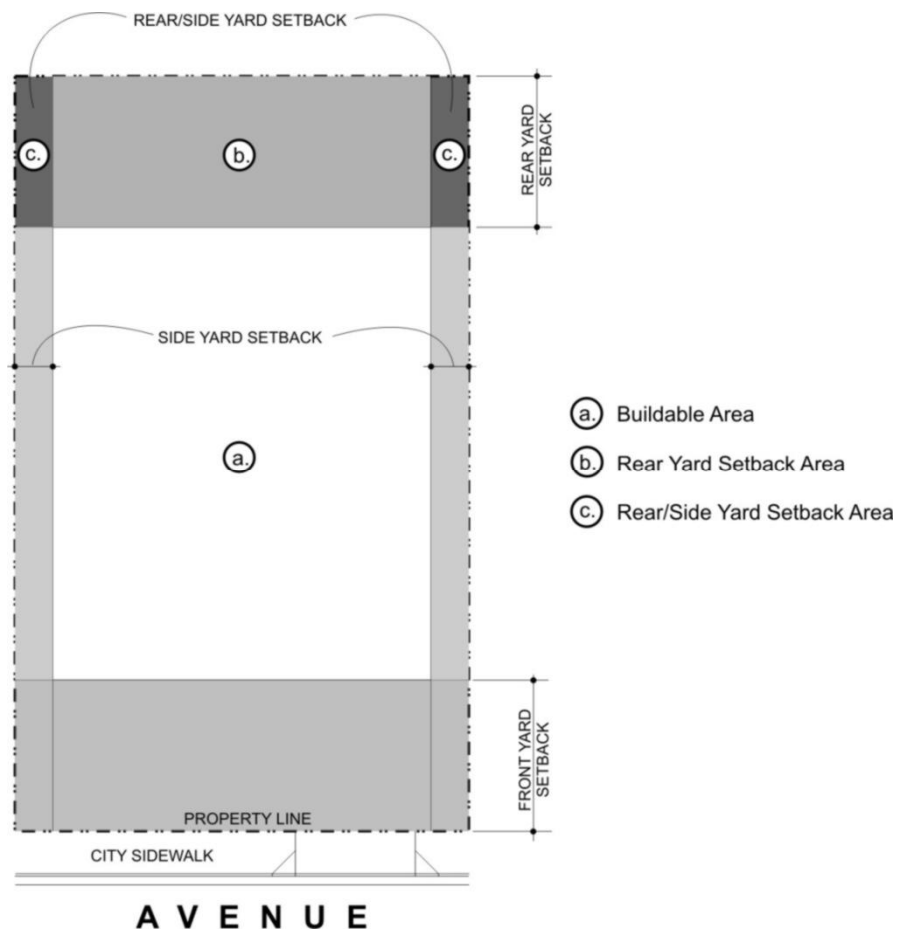 REAR/SIDE YARD SETBACK
c.
b.
c.
REAR YARD
SETBACK
SIDE YARD SETBACK
a.
a. Buildable Area
b. Rear Yard Setback Area
c. Rear/Side Yard Setback Area
FRONT YARD
SETBACK
PROPERTY LINE
CITY SIDEWALK
AVENUE